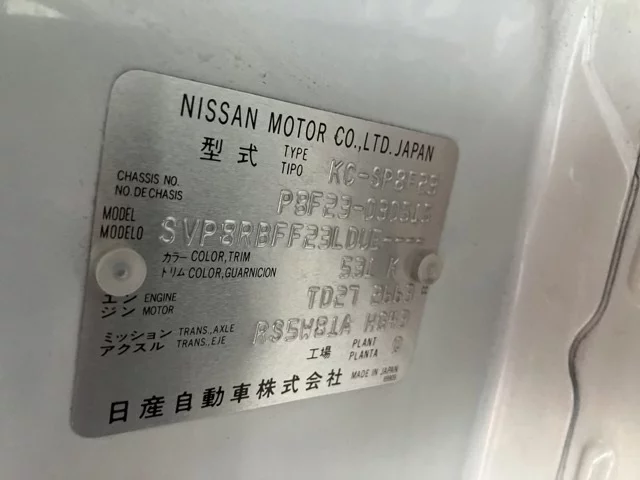 NISSAN MOTOR CO.,LTD. JAPAN
型式 TYPE TIPO KC-SP8F23
CHASSIS NO. NO. DE CHASIS
MODEL MODELO SVP8RBFF23LDUE----
カラー COLOR, TRIM トリム COLOR, GUARNICION 531 K
エンジン ENGINE MOTOR TD27 2663
ミッション TRANS., AXLE アクスル TRANS., EJE R35W81A
工場 PLANT PLANTA
日産自動車株式会社 MADE IN JAPAN